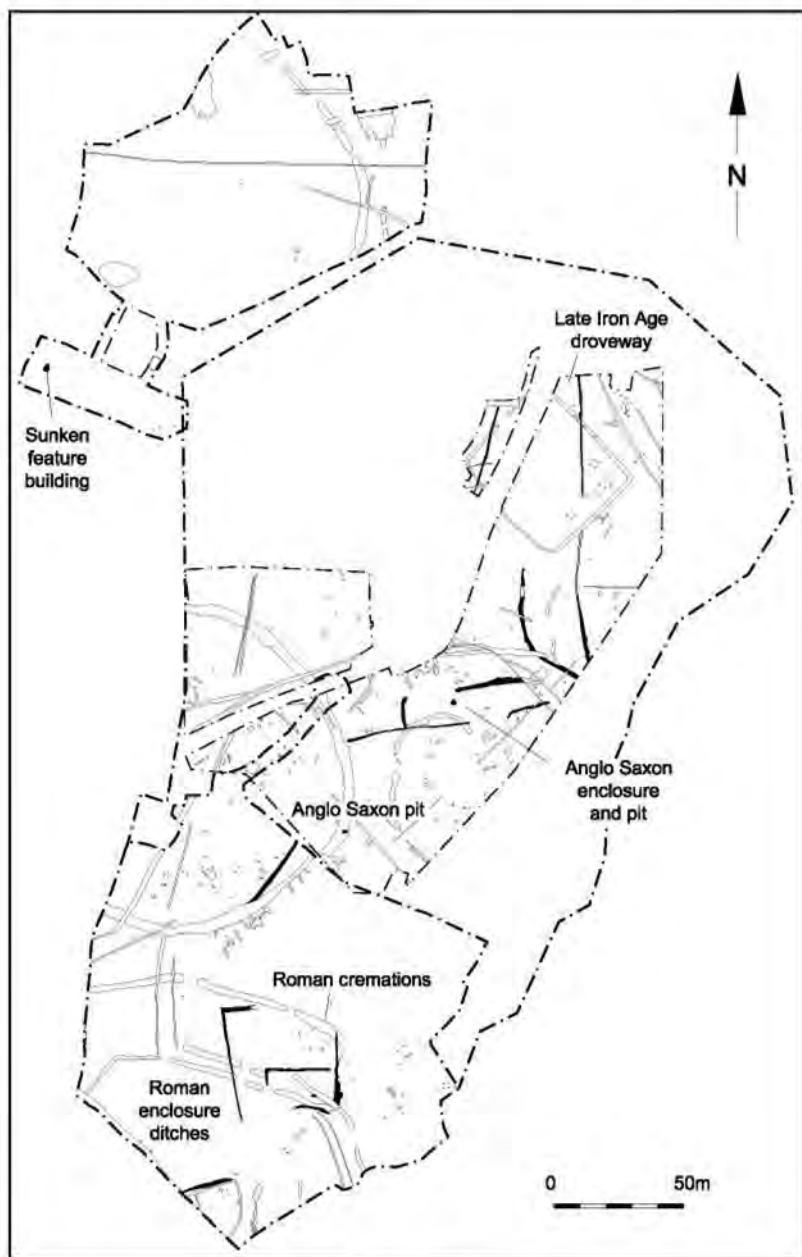 N
Late Iron Age
droveway
Sunken
feature
building
Anglo Saxon
enclosure
and pit
Anglo Saxon pit
Roman cremations
Roman
enclosure
ditches
0 50m